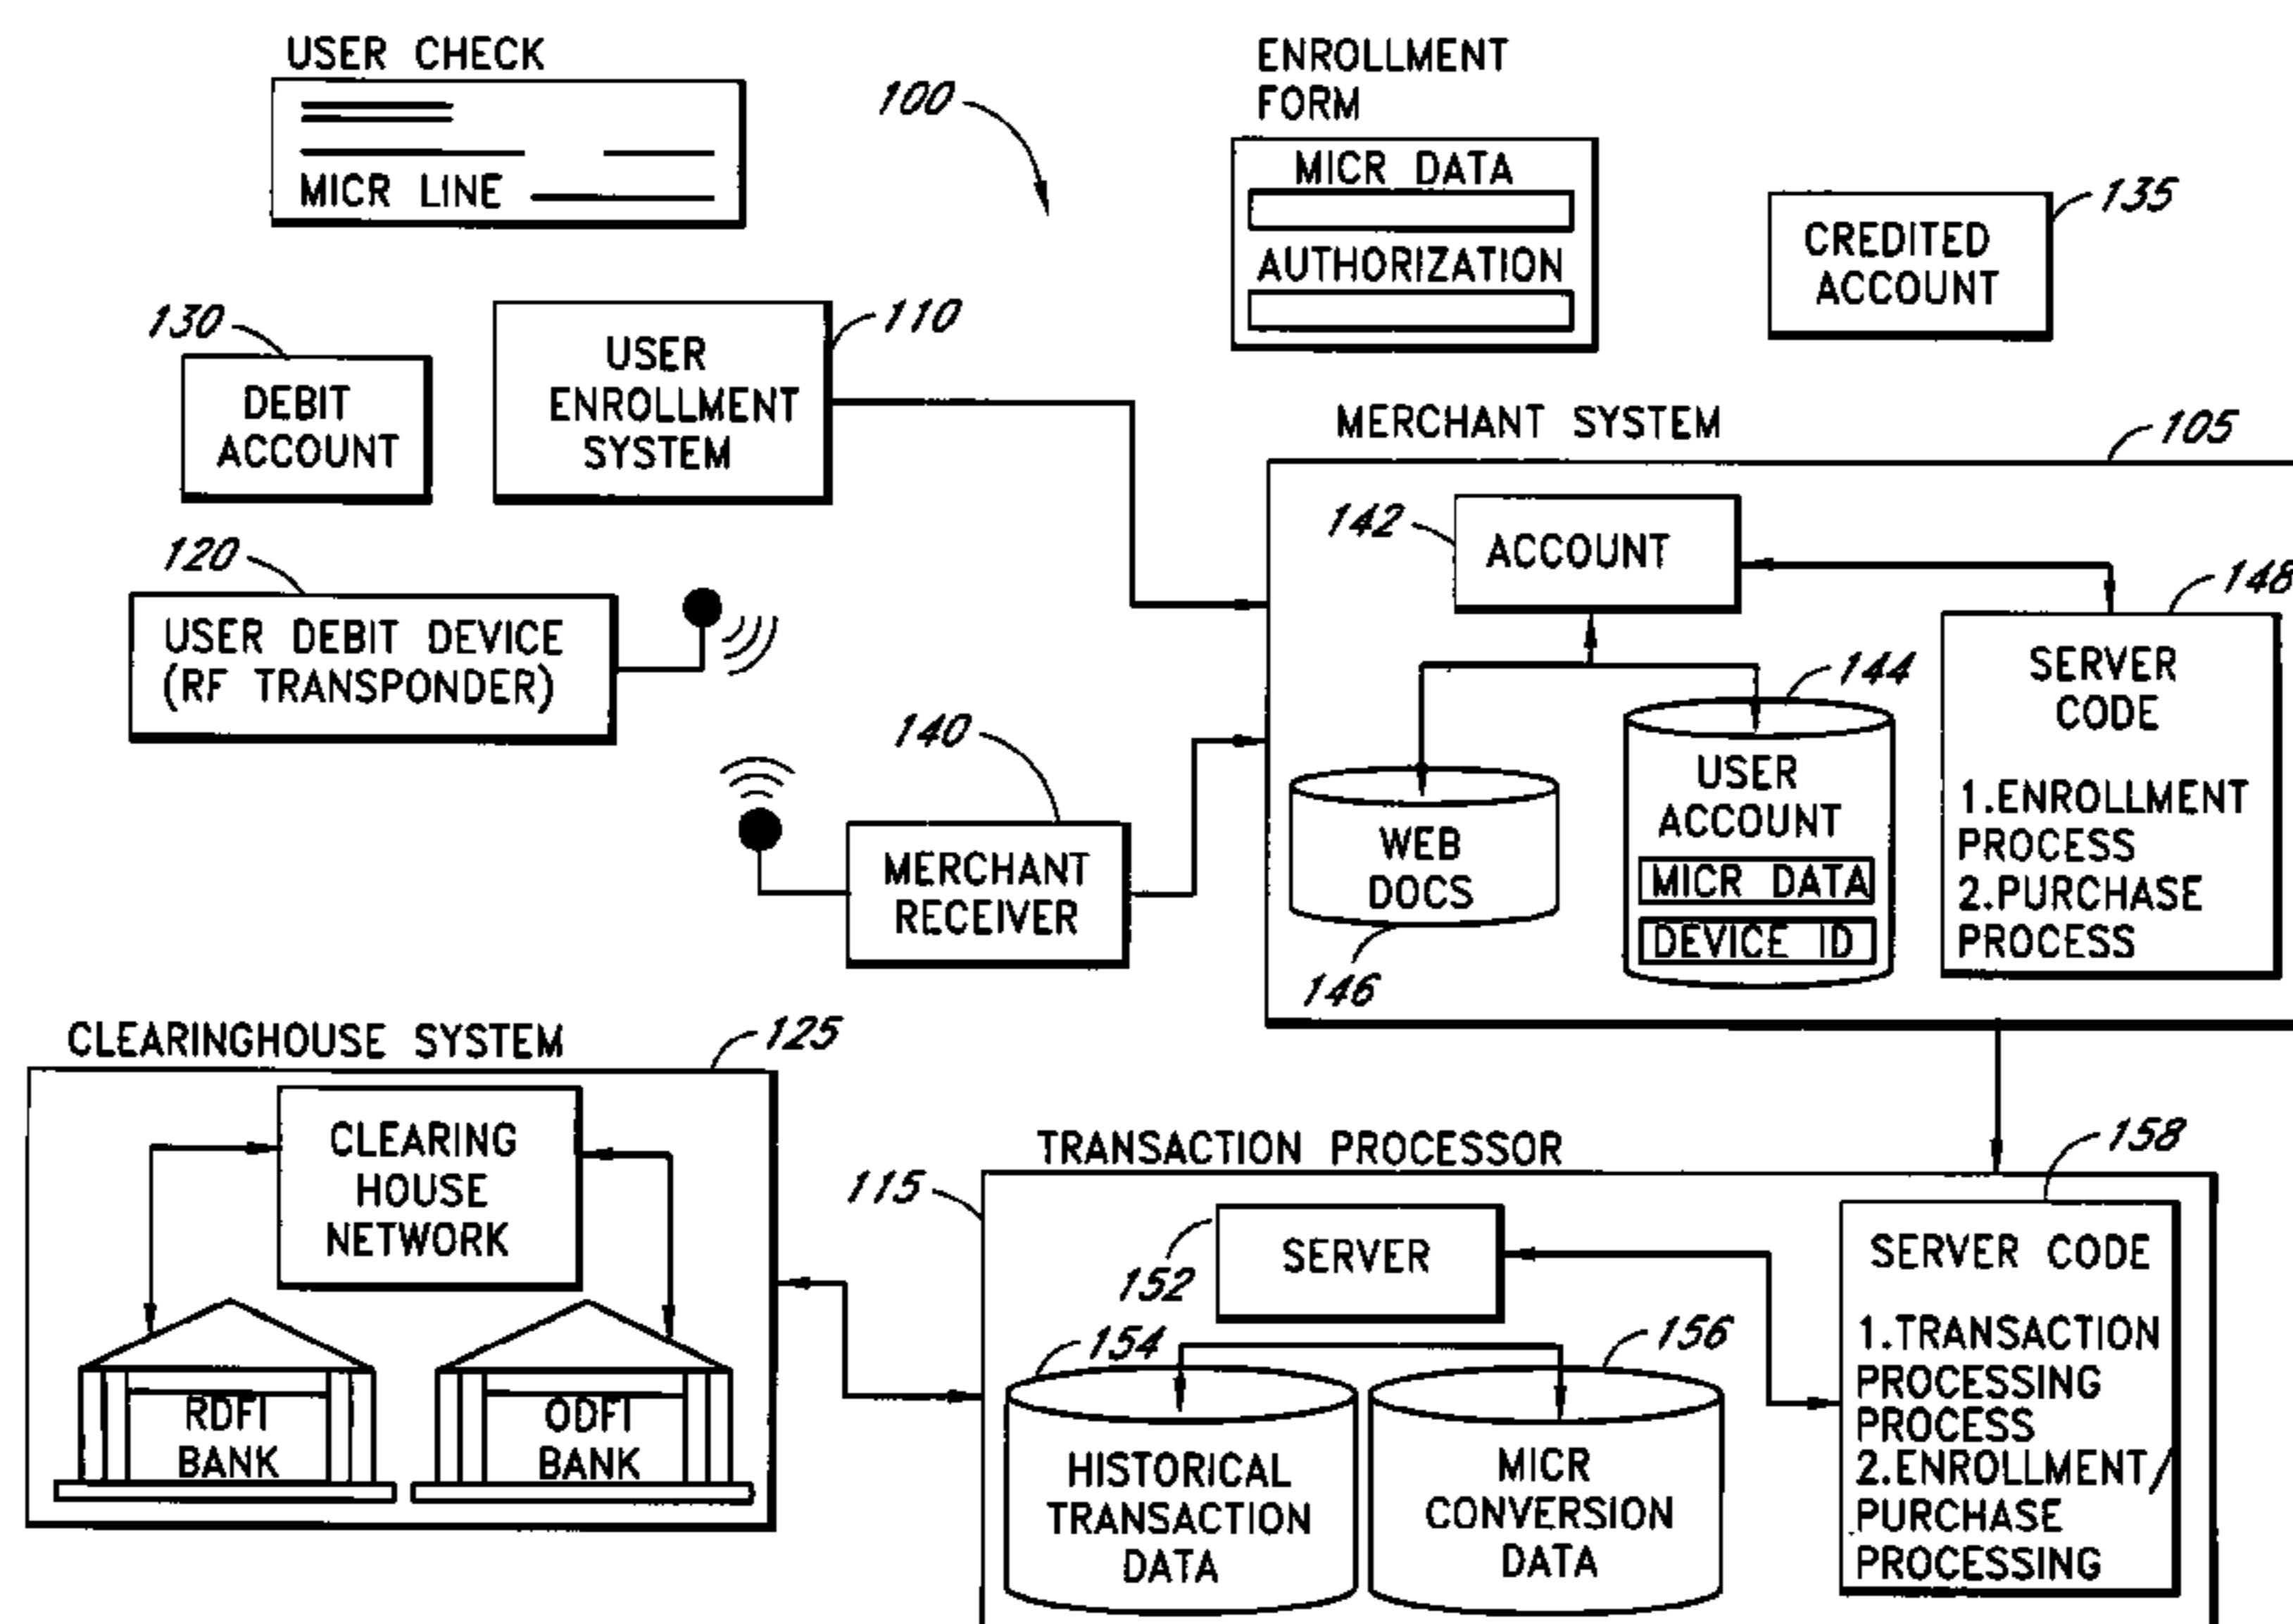 USER CHECK
MICR LINE
100
ENROLLMENT
FORM
MICR DATA
AUTHORIZATION
135
CREDITED
ACCOUNT
130
DEBIT
ACCOUNT
110
USER
ENROLLMENT
SYSTEM
120
USER DEBIT DEVICE
(RF TRANSPONDER)
140
MERCHANT
RECEIVER
MERCHANT SYSTEM
105
142
ACCOUNT
148
SERVER
CODE
1.ENROLLMENT
PROCESS
2.PURCHASE
PROCESS
144
USER
ACCOUNT
MICR DATA
DEVICE ID
WEB
DOCS
146
CLEARINGHOUSE SYSTEM
125
CLEARING
HOUSE
NETWORK
RDFI
BANK
ODFI
BANK
TRANSACTION PROCESSOR
115
152
SERVER
158
SERVER CODE
1.TRANSACTION
PROCESSING
PROCESS
2.ENROLLMENT/
PURCHASE
PROCESSING
154
HISTORICAL
TRANSACTION
DATA
156
MICR
CONVERSION
DATA